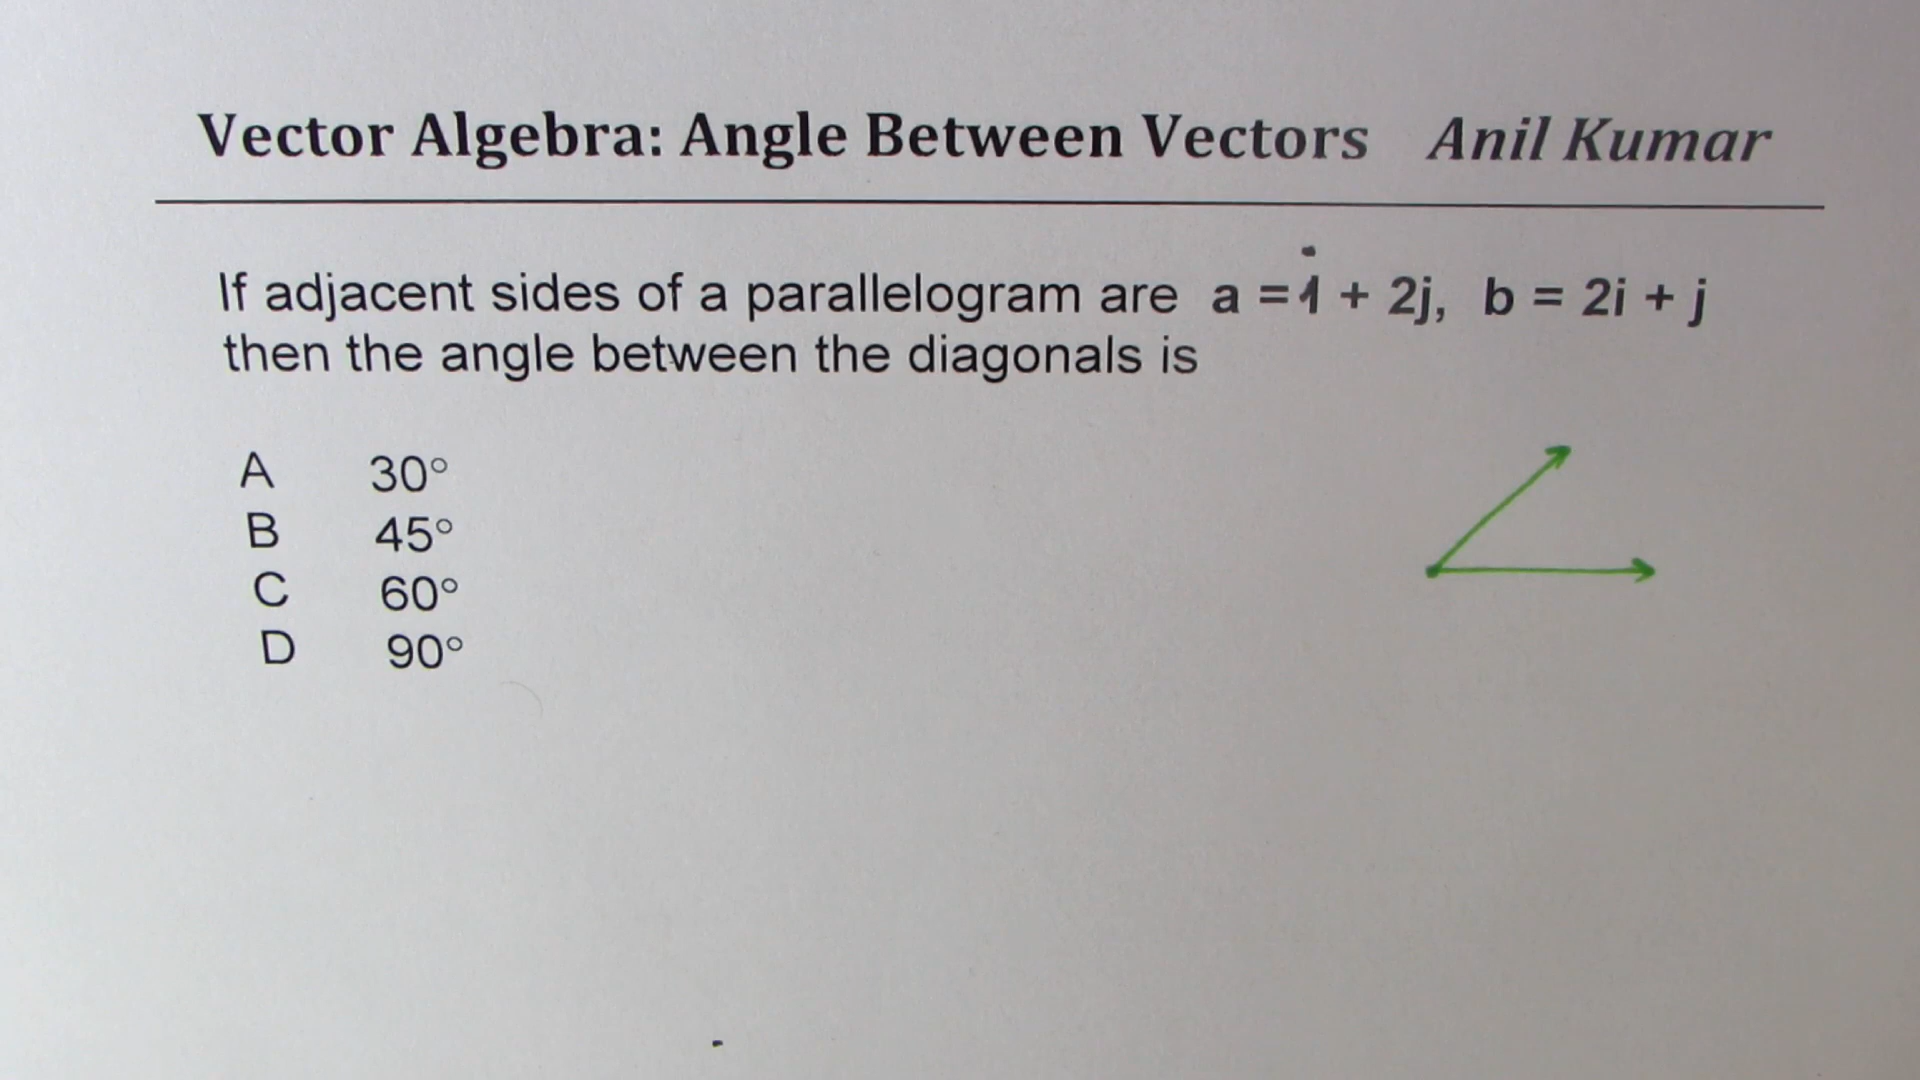 Vector Algebra: Angle Between Vectors Anil Kumar
If adjacent sides of a parallelogram are a = i + 2j, b = 2i + j
then the angle between the diagonals is
A 30°
B 45°
C 60°
D 90°